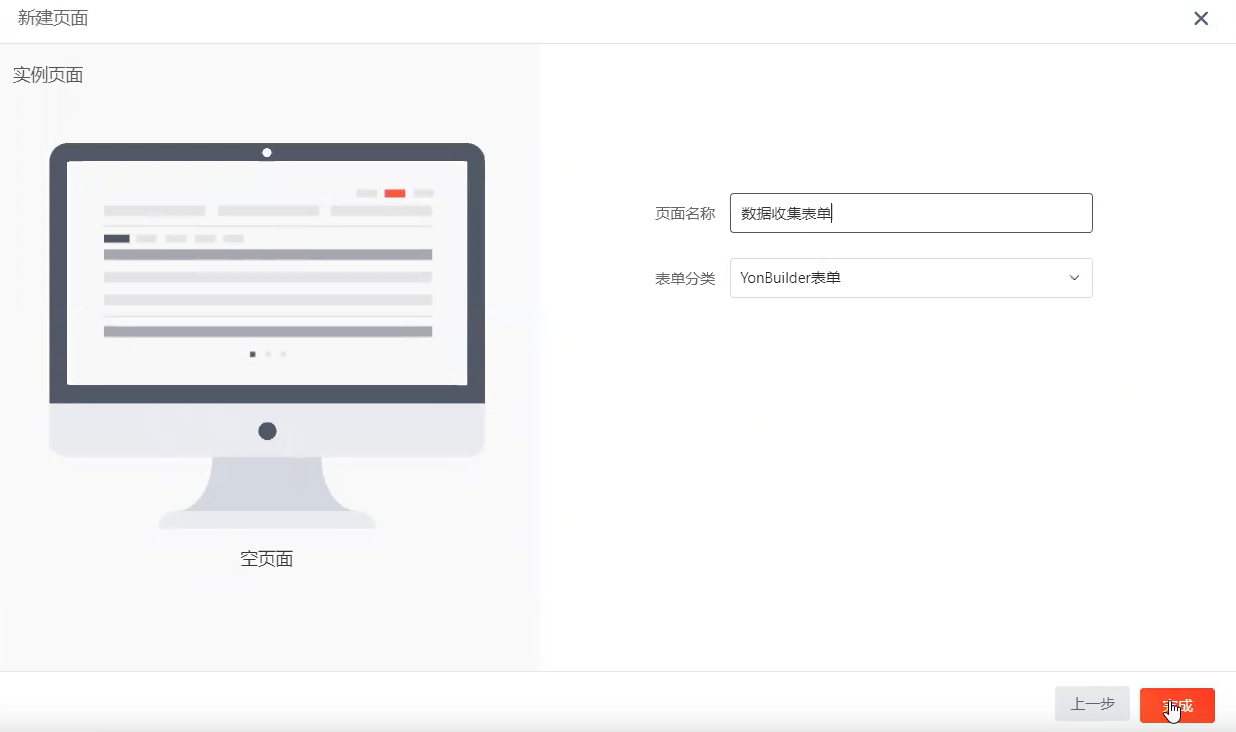 新建页面
实例页面
页面名称 数据收集表单
表单分类 YonBuilder表单
空页面
上一步 完成